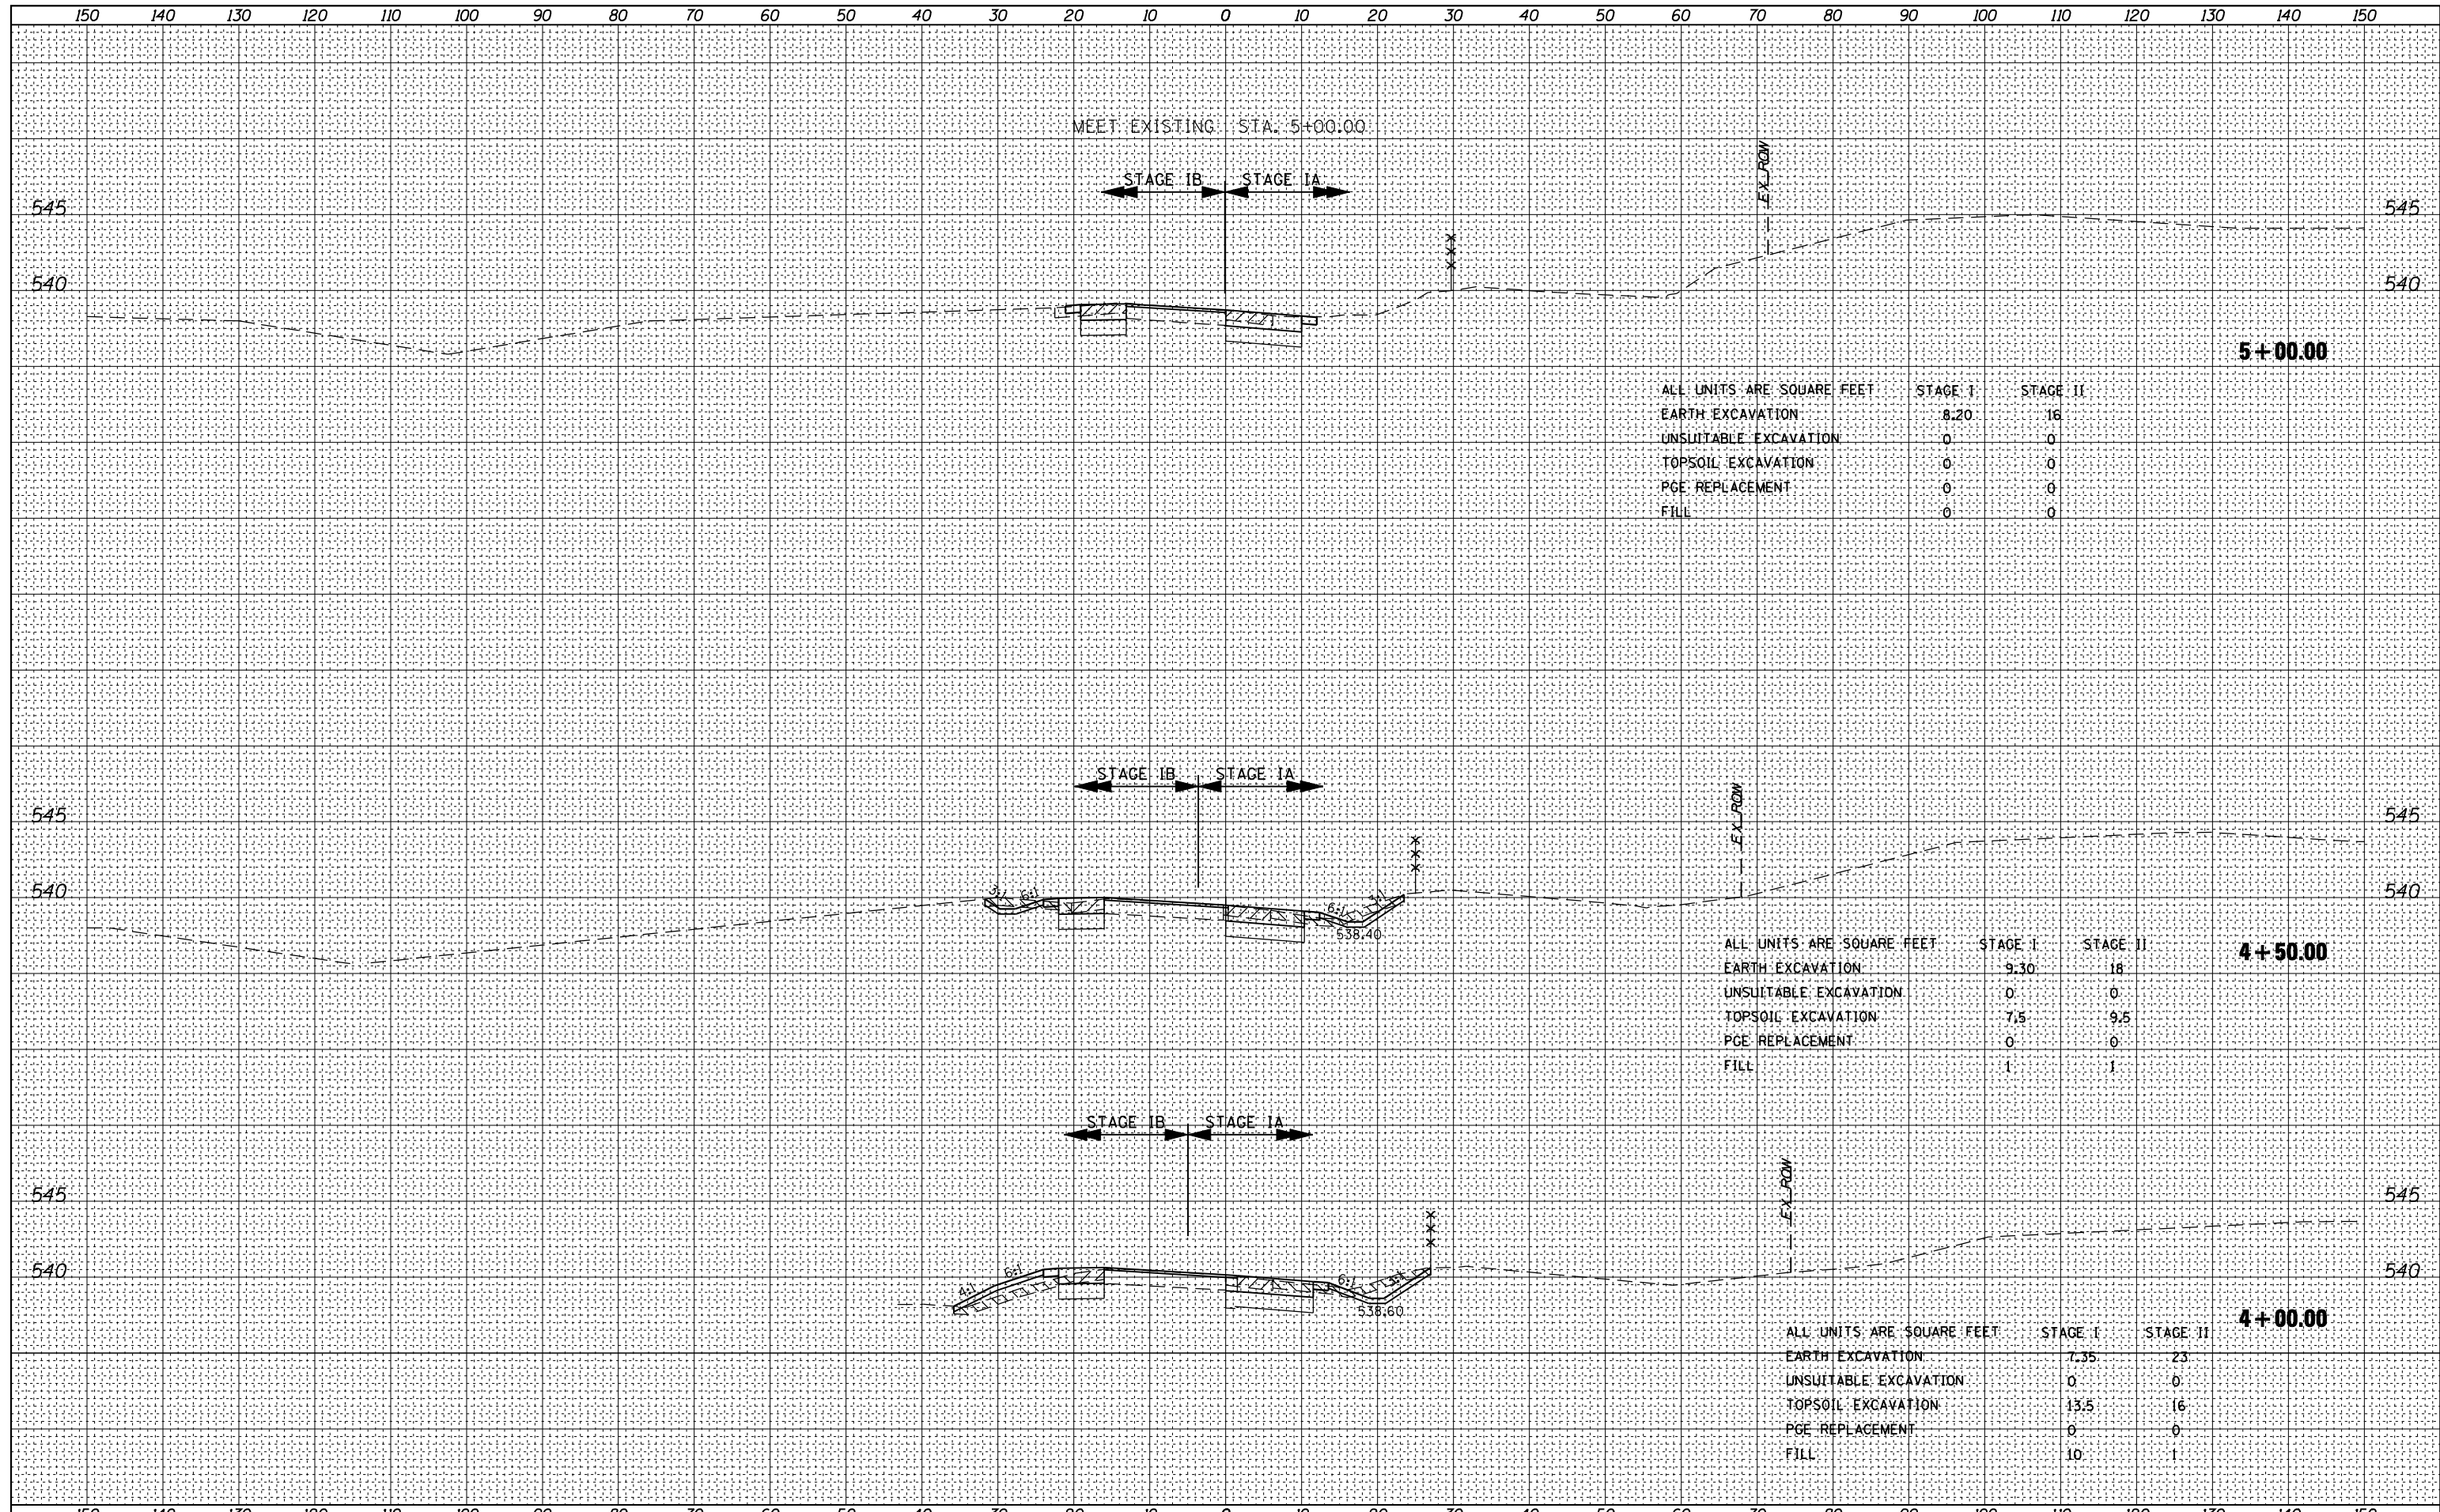 150 140 130 120 110 100 90 80 70 60 50 40 30 20 10 0 10 20 30 40 50 60 70 80 90 100 110 120 130 140 150
MEET EXISTING STA. 5+00.00
EX_ROW
STAGE IB STAGE IA
545 545
540 540
5+00.00
ALL UNITS ARE SQUARE FEET STAGE I STAGE II
EARTH EXCAVATION 8.20 16
UNSUITABLE EXCAVATION 0 0
TOPSOIL EXCAVATION 0 0
PGE REPLACEMENT 0 0
FILL 0 0
STAGE IB STAGE IA
EX_ROW
545 545
540 540
3:1 6:1 6:1 3:1
538.40
4+50.00
ALL UNITS ARE SQUARE FEET STAGE I STAGE II
EARTH EXCAVATION 9.30 18
UNSUITABLE EXCAVATION 0 0
TOPSOIL EXCAVATION 7.5 9.5
PGE REPLACEMENT 0 0
FILL 1 1
STAGE IB STAGE IA
EX_ROW
545 545
540 540
4:1 6:1 6:1 3:1
538.60
4+00.00
ALL UNITS ARE SQUARE FEET STAGE I STAGE II
EARTH EXCAVATION 7.35 23
UNSUITABLE EXCAVATION 0 0
TOPSOIL EXCAVATION 13.5 16
PGE REPLACEMENT 0 0
FILL 10 1